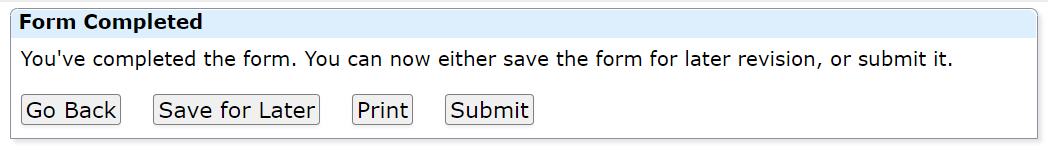 Form Completed
You've completed the form. You can now either save the form for later revision, or submit it.
Go Back Save for Later Print Submit